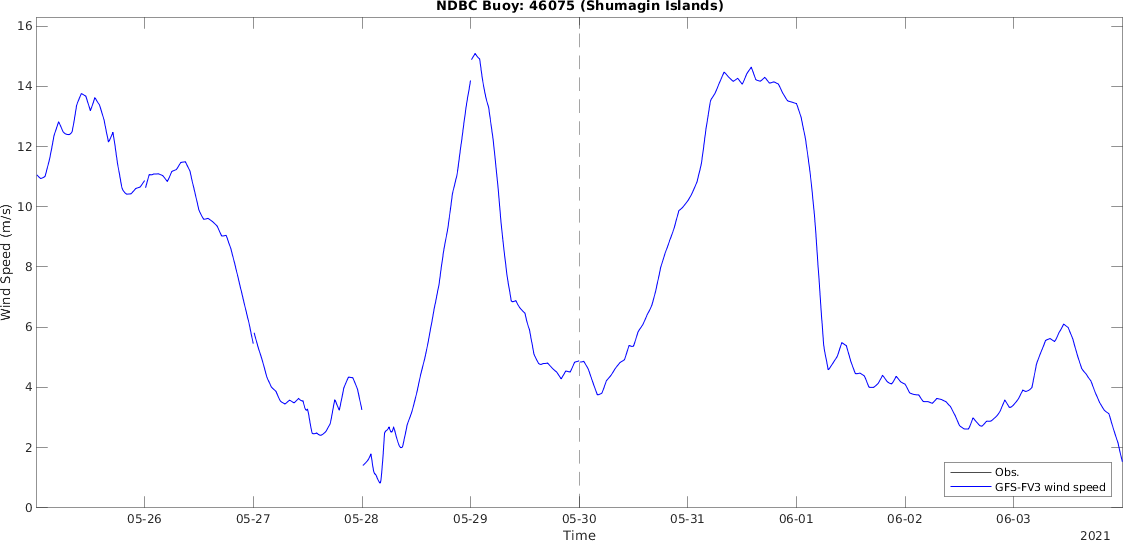 NDBC Buoy: 46075 (Shumagin Islands)
16
14
12
10
8
6
4
2
0
Wind Speed (m/s)
05-26 05-27 05-28 05-29 05-30 05-31 06-01 06-02 06-03
Time
2021
Obs.
GFS-FV3 wind speed